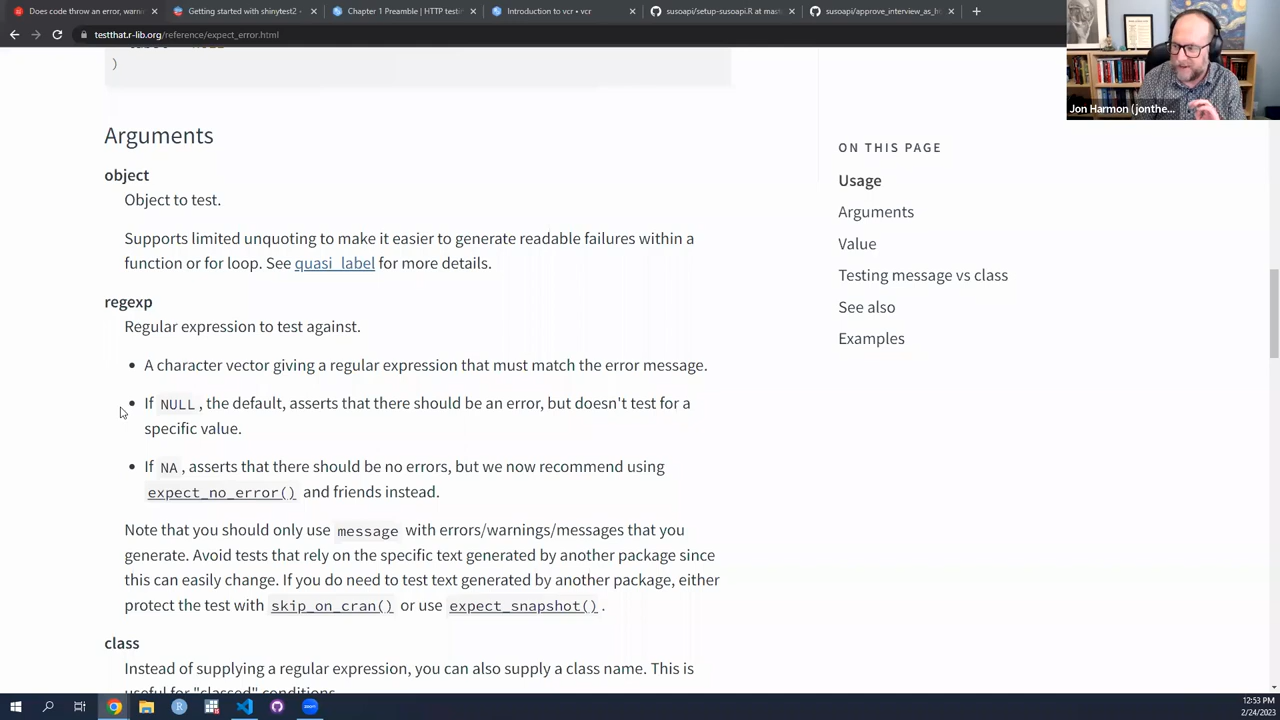 Does code throw an error, warn
Getting started with shinytest2 •
Chapter 1 Preamble | HTTP test
Introduction to vcr • vcr
susoapi/setup-susoapi.R at mast
susoapi/approve_interview_as_h
testthat.r-lib.org/reference/expect_error.html
Jon Harmon (jonthe...
)
Arguments
object
Object to test.
Supports limited unquoting to make it easier to generate readable failures within a
function or for loop. See quasi_label for more details.
regexp
Regular expression to test against.
• A character vector giving a regular expression that must match the error message.
• If NULL, the default, asserts that there should be an error, but doesn't test for a
specific value.
• If NA, asserts that there should be no errors, but we now recommend using
expect_no_error() and friends instead.
Note that you should only use message with errors/warnings/messages that you
generate. Avoid tests that rely on the specific text generated by another package since
this can easily change. If you do need to test text generated by another package, either
protect the test with skip_on_cran() or use expect_snapshot().
class
Instead of supplying a regular expression, you can also supply a class name. This is
useful for "classed" conditions.
ON THIS PAGE
Usage
Arguments
Value
Testing message vs class
See also
Examples
12:53 PM
2/24/2023